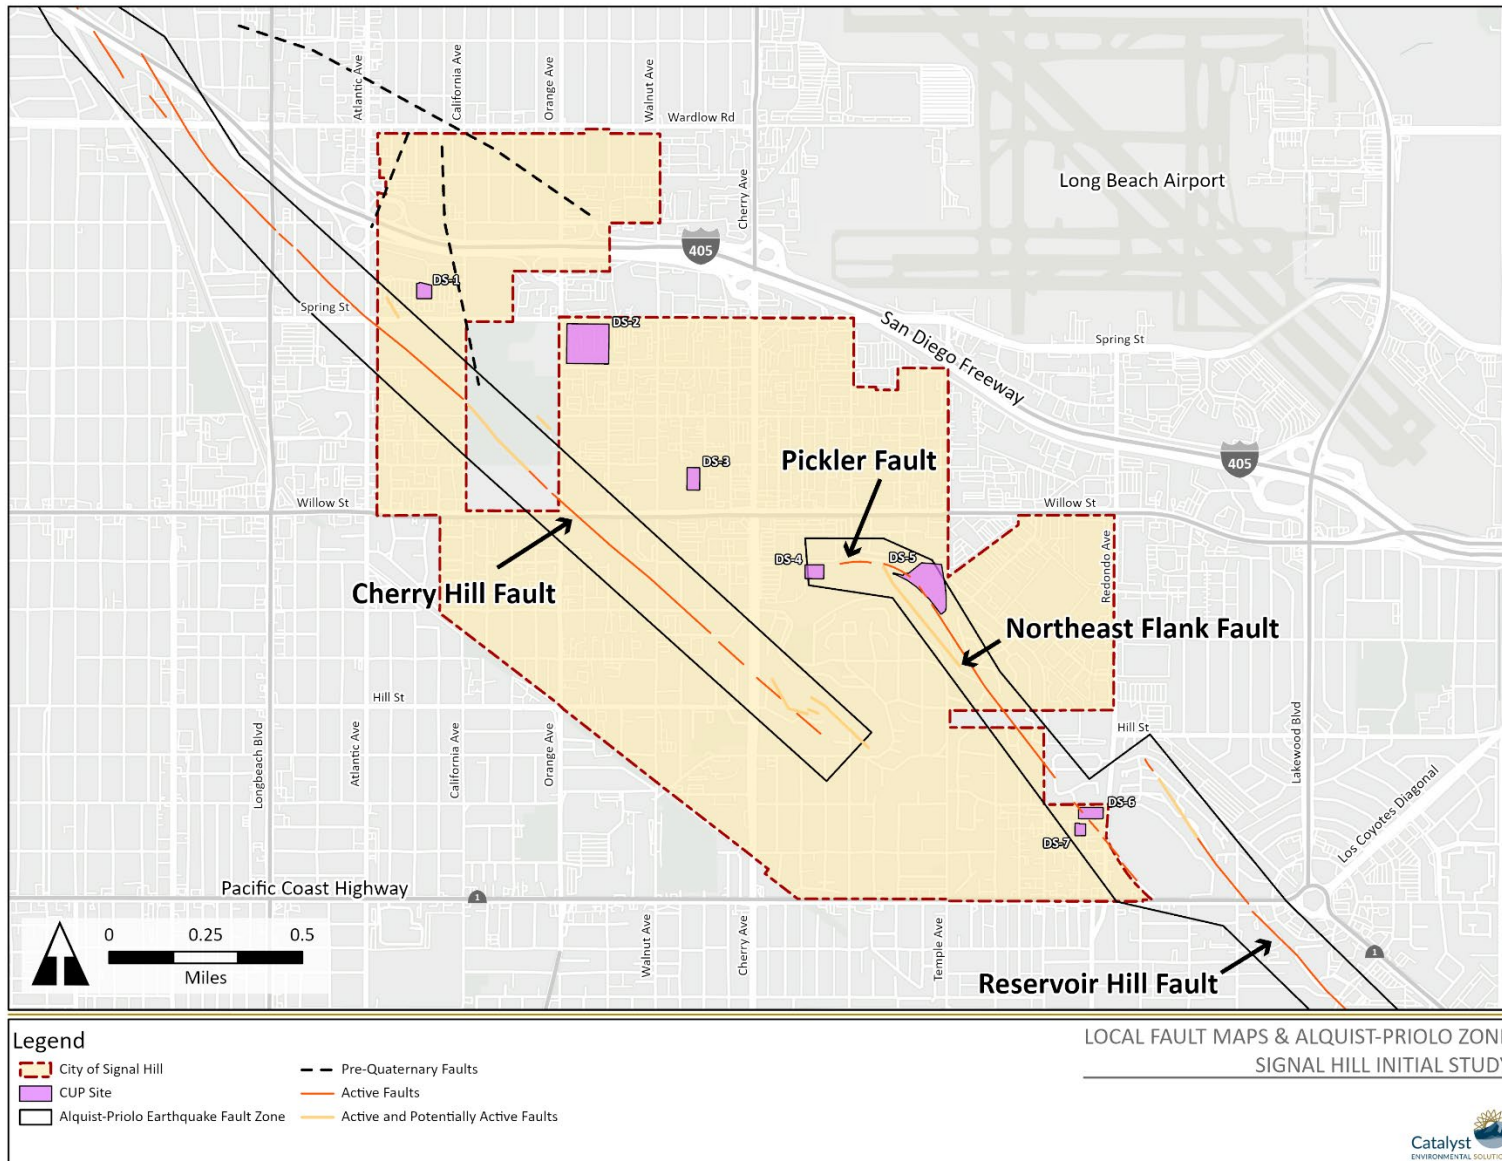 Atlantic Ave
California Ave
Orange Ave
Walnut Ave
Wardlow Rd
Cherry Ave
Long Beach Airport
405
DS-1
Spring St
DS-2
San Diego Freeway
Spring St
Pickler Fault
DS-3
405
Willow St
Willow St
DS-4
DS-5
Redondo Ave
Cherry Hill Fault
Northeast Flank Fault
Hill St
Hill St
Longbeach Blvd
Atlantic Ave
California Ave
Orange Ave
Lakewood Blvd
Los Coyotes Diagonal
DS-6
DS-7
Pacific Coast Highway
1
Walnut Ave
Cherry Ave
Temple Ave
1
Reservoir Hill Fault
0 0.25 0.5
Miles
Legend
City of Signal Hill
CUP Site
Alquist-Priolo Earthquake Fault Zone
Pre-Quaternary Faults
Active Faults
Active and Potentially Active Faults
LOCAL FAULT MAPS & ALQUIST-PRIOLO ZON
SIGNAL HILL INITIAL STUDY
Catalyst
ENVIRONMENTAL SOLUTION